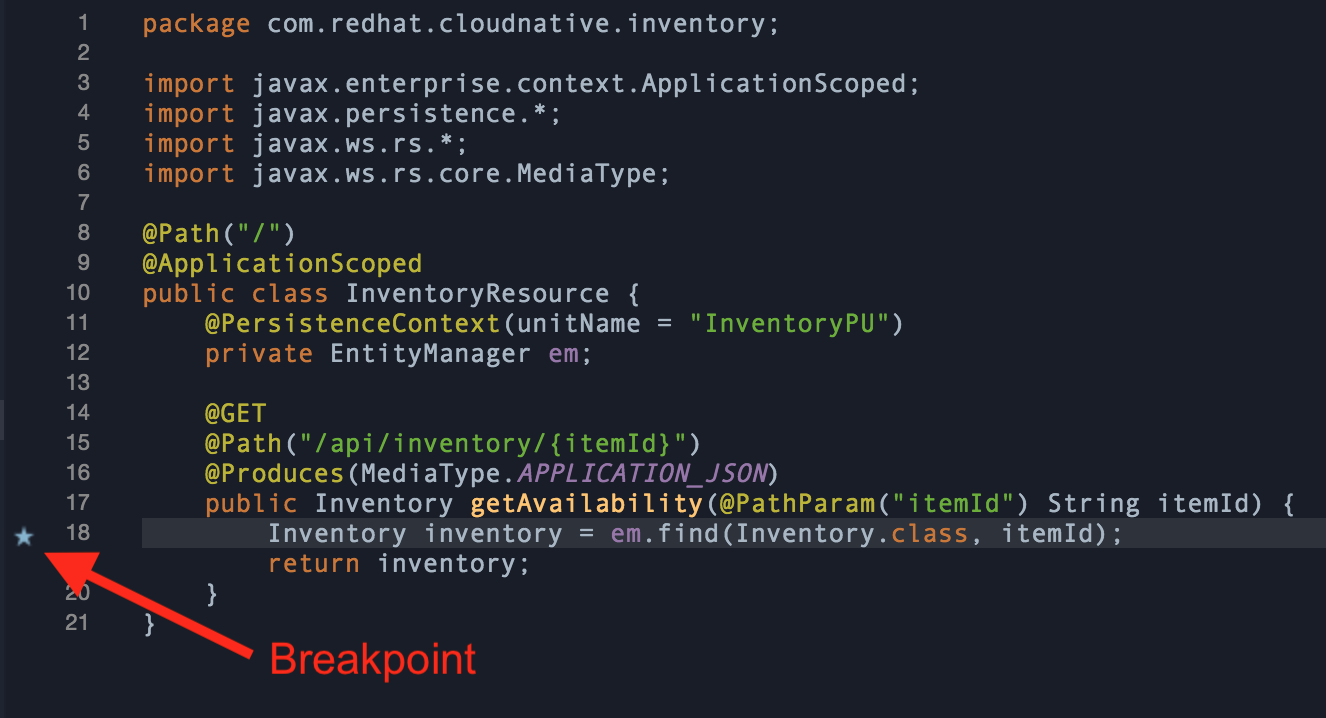 1 package com.redhat.cloudnative.inventory;
2
3 import javax.enterprise.context.ApplicationScoped;
4 import javax.persistence.*;
5 import javax.ws.rs.*;
6 import javax.ws.rs.core.MediaType;
7
8 @Path("/")
9 @ApplicationScoped
10 public class InventoryResource {
11     @PersistenceContext(unitName = "InventoryPU")
12     private EntityManager em;
13
14     @GET
15     @Path("/api/inventory/{itemId}")
16     @Produces(MediaType.APPLICATION_JSON)
17     public Inventory getAvailability(@PathParam("itemId") String itemId) {
18         Inventory inventory = em.find(Inventory.class, itemId);
        return inventory;
20     }
21 }
Breakpoint